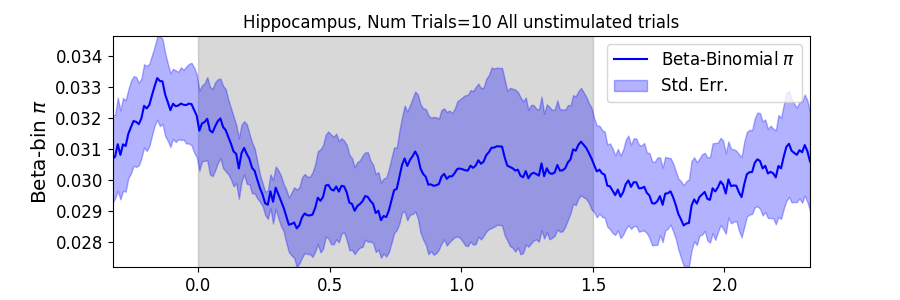 Hippocampus, Num Trials=10 All unstimulated trials
Beta-Binomial π
Std. Err.
Beta-bin π
0.034
0.033
0.032
0.031
0.030
0.029
0.028
0.0 0.5 1.0 1.5 2.0